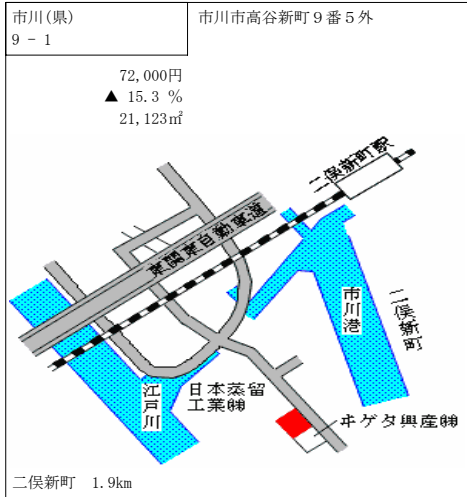 市川(県)
9 - 1
市川市高谷新町９番５外
72,000円
▲ 15.3 %
21,123㎡
二俣新町駅
東関東自動車道
市川港
二俣新町
江戸川
日本蒸留
工業㈱
ヰゲタ興産㈱
二俣新町 1.9km